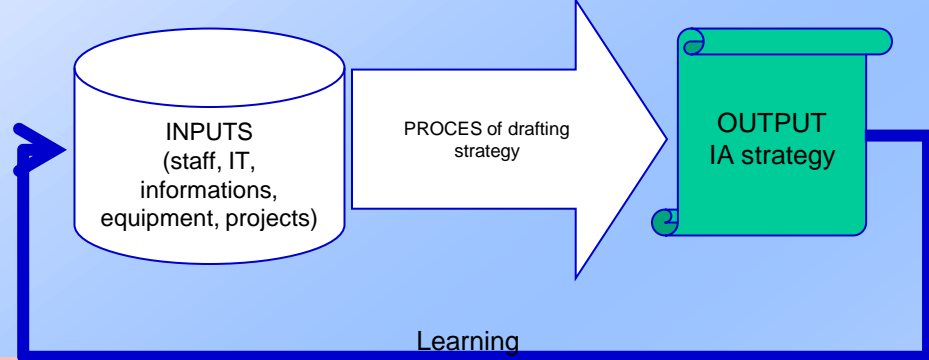 INPUTS
(staff, IT,
informations,
equipment, projects)
PROCES of drafting
strategy
OUTPUT
IA strategy
Learning